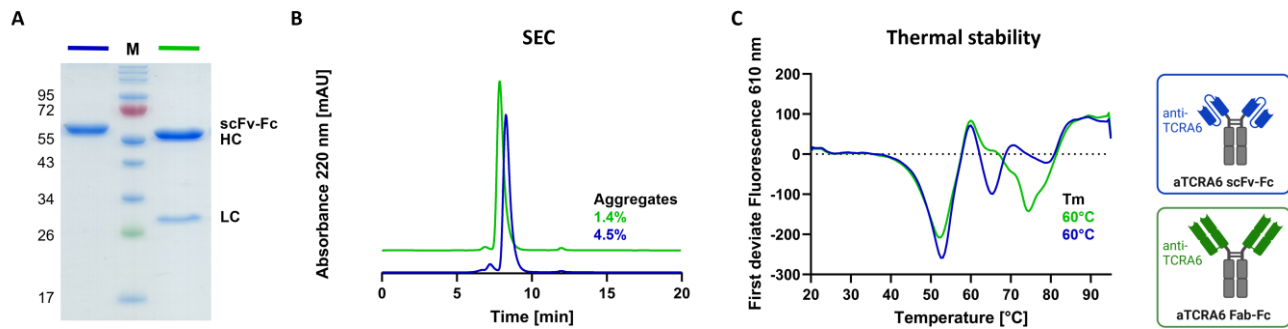 A
M
95
72
55
43
34
26
17
scFv-Fc
HC
LC
B
SEC
Absorbance 220 nm [mAU]
Aggregates
1.4%
4.5%
0
5
10
15
20
Time [min]
C
Thermal stability
First deviate Fluorescence 610 nm
200
100
0
-100
-200
-300
Tm
60°C
60°C
20
30
40
50
60
70
80
90
Temperature [°C]
anti-
TCRA6
aTCRA6 scFv-Fc
anti-
TCRA6
aTCRA6 Fab-Fc